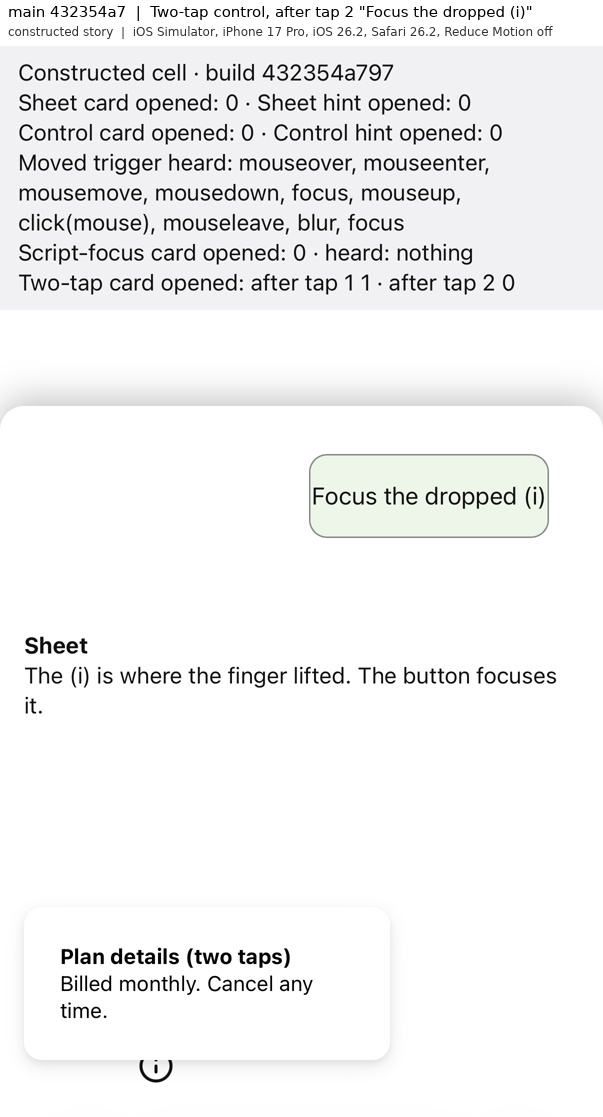 main 432354a7 | Two-tap control, after tap 2 "Focus the dropped (i)"
constructed story | iOS Simulator, iPhone 17 Pro, iOS 26.2, Safari 26.2, Reduce Motion off
Constructed cell · build 432354a797
Sheet card opened: 0 · Sheet hint opened: 0
Control card opened: 0 · Control hint opened: 0
Moved trigger heard: mouseover, mouseenter,
mousemove, mousedown, focus, mouseup,
click(mouse), mouseleave, blur, focus
Script-focus card opened: 0 · heard: nothing
Two-tap card opened: after tap 1 1 · after tap 2 0
Focus the dropped (i)
Sheet
The (i) is where the finger lifted. The button focuses
it.
Plan details (two taps)
Billed monthly. Cancel any
time.